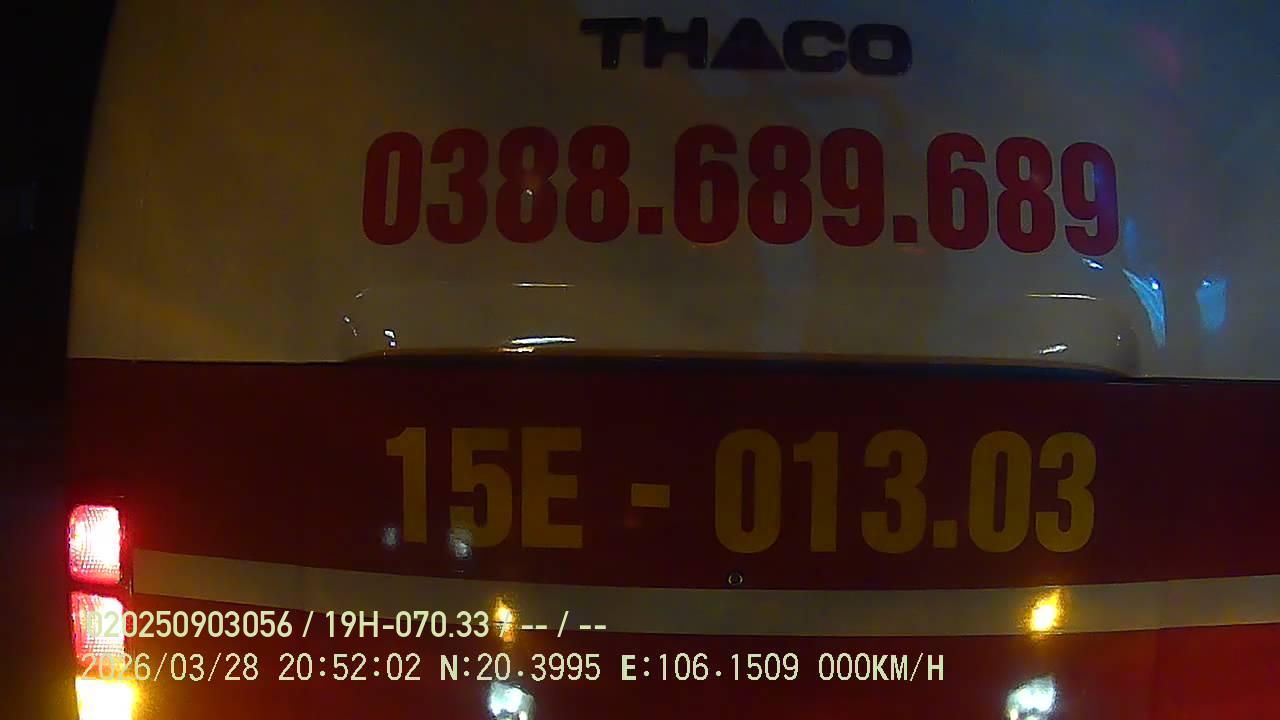 THACO
0388.689.689
15E - 013.03
020250903056 / 19H-070.33 / -- / --
2026/03/28 20:52:02 N:20.3995 E:106.1509 000KM/H